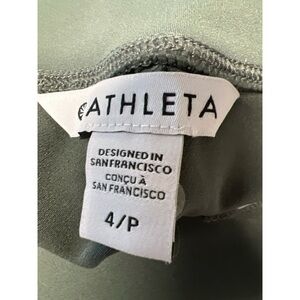 ATHLETA
DESIGNED IN
SAN FRANCISCO
CONÇU À
SAN FRANCISCO
4/P